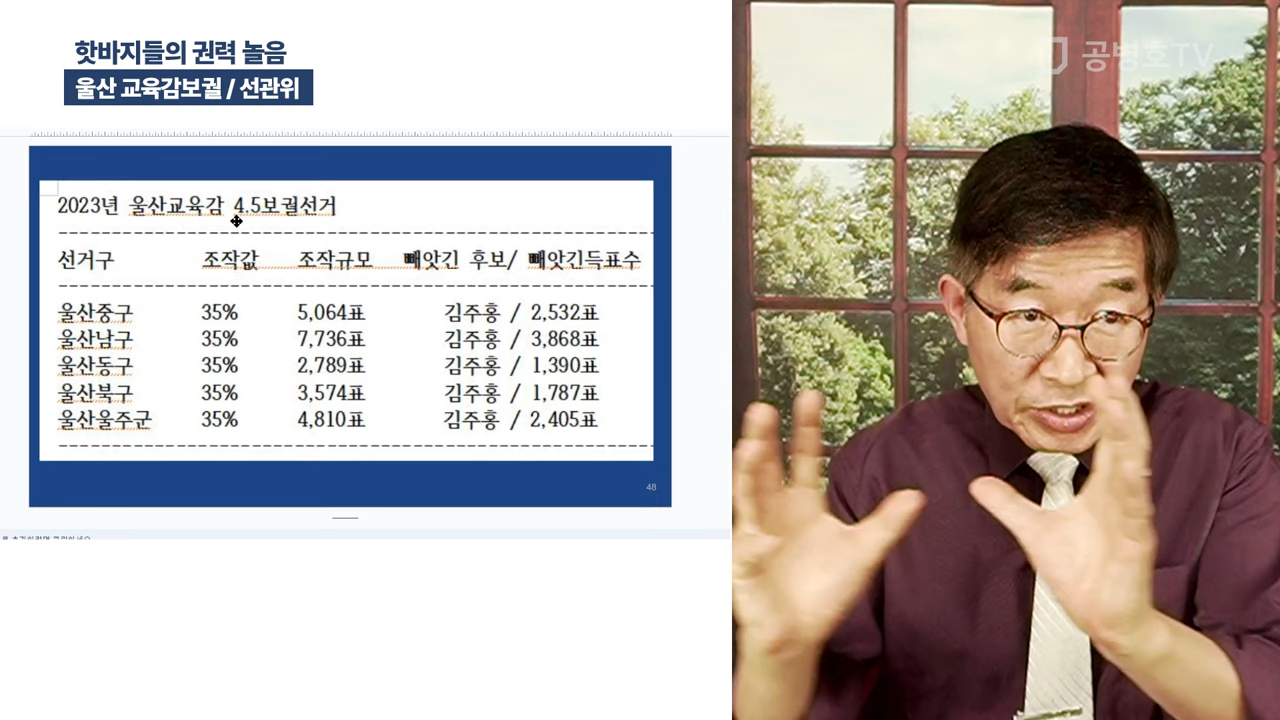 핫바지들의 권력 놀음
울산 교육감보궐 / 선관위
공병호TV
2023년 울산교육감 4.5보궐선거
선거구 조작값 조작규모 빼앗긴 후보/ 빼앗긴득표수
울산중구 35% 5,064표 김주홍 / 2,532표
울산남구 35% 7,736표 김주홍 / 3,868표
울산동구 35% 2,789표 김주홍 / 1,390표
울산북구 35% 3,574표 김주홍 / 1,787표
울산울주군 35% 4,810표 김주홍 / 2,405표
48